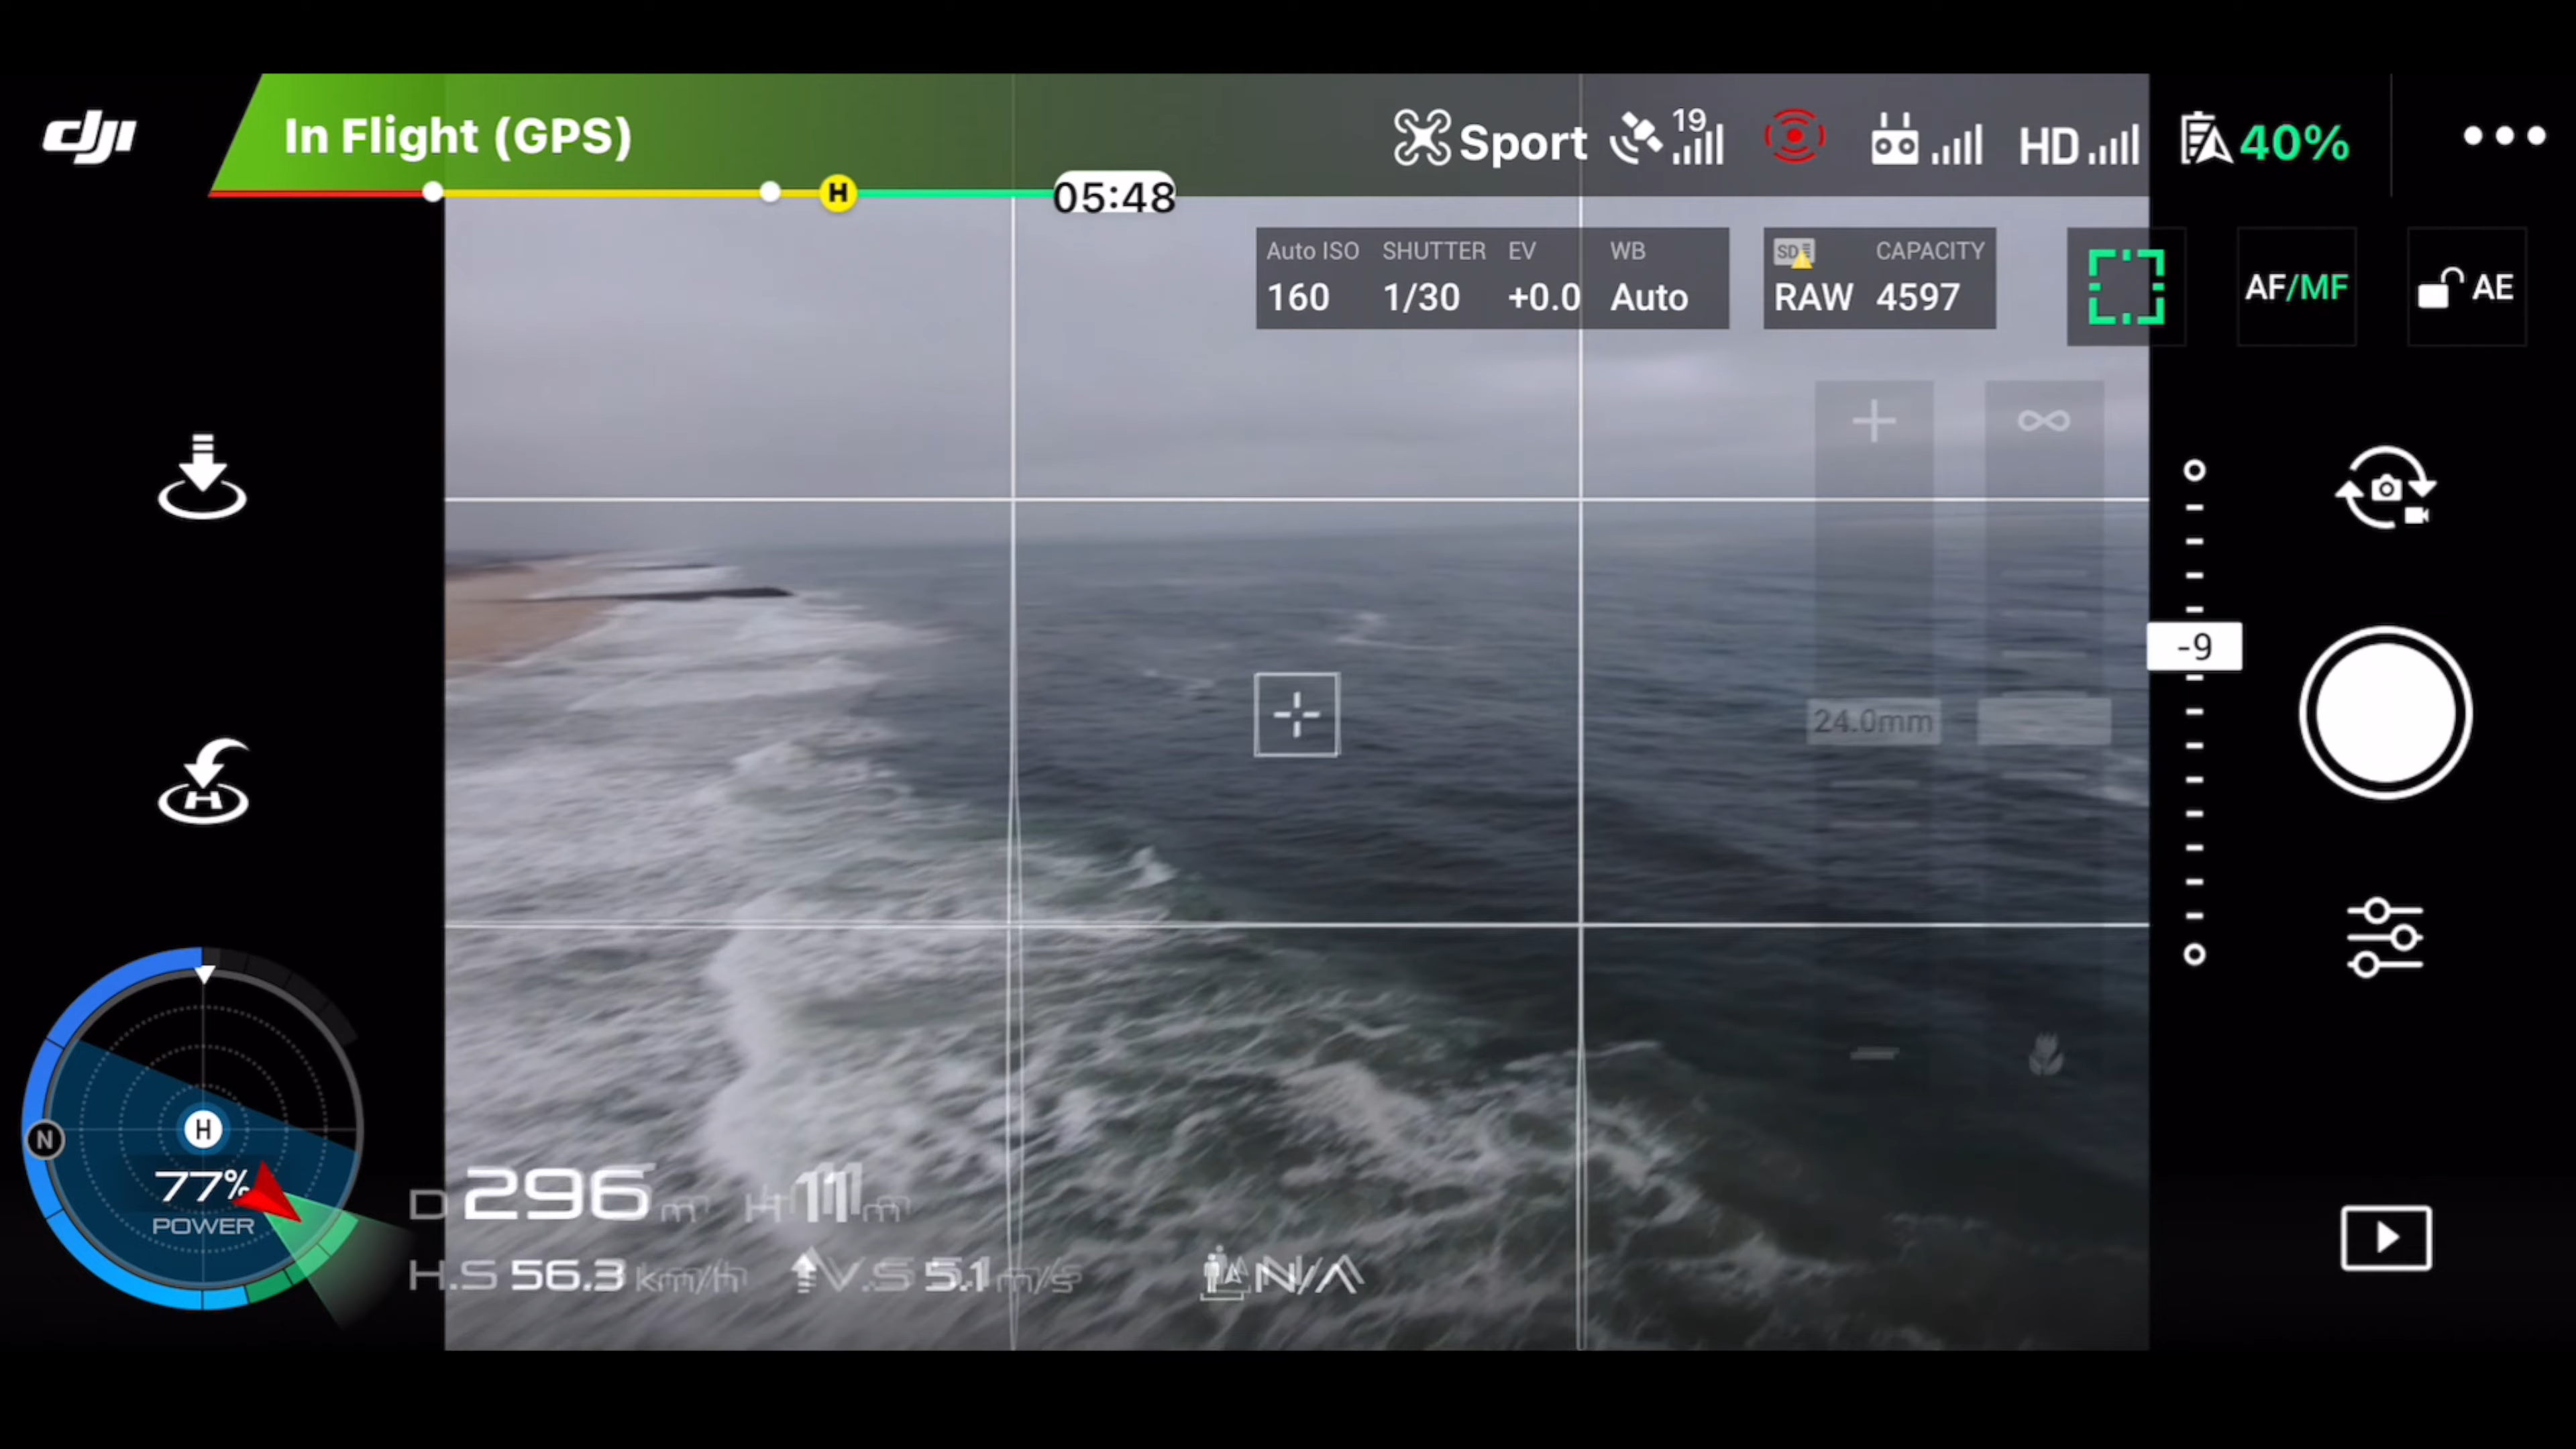 dji
In Flight (GPS)
Sport
19
HD
40%
H
05:48
Auto ISO SHUTTER EV WB
160 1/30 +0.0 Auto
SD CAPACITY
RAW 4597
AF/MF
AE
24.0mm
-9
H
N
H
77%
POWER
D 296 m H 11 m
H.S 56.3 km/h V.S 5.1 m/s N/A